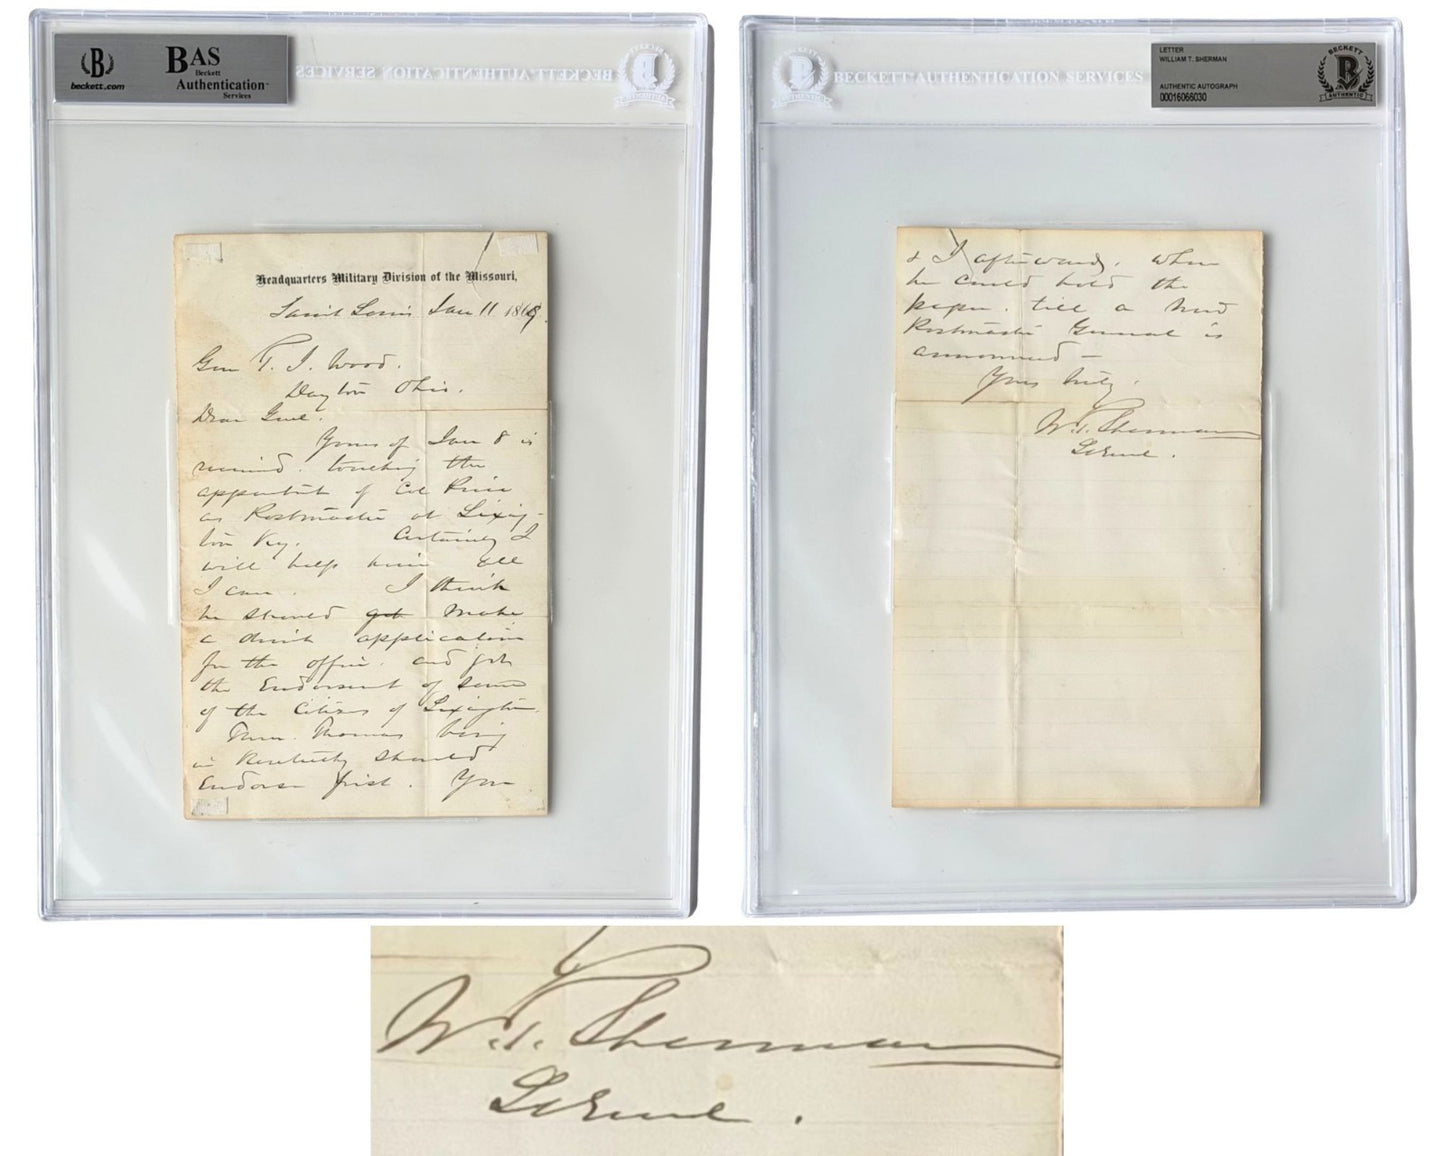 B
beckett.com
BAS
Beckett
Authentication
Services
BECKETT AUTHENTICATION SERVICES
B
Headquarters Military Division of the Missouri,
Saint Louis Jan 11 1869.
Gen T. J. Wood.
Dayton Ohio.
Dear Genl.
Yours of Jan 8 is
received. touching the
appointmt of Col
as Postmaster at Lexing-
ton Ky. Certainly I
will help him all
I can. I think
he should get make
a direct application
for the office. and get
the Endorsemt of some
of the Citizens of Lexington.
Thomas being
in Kentucky should
Endorse first. You
BECKETT AUTHENTICATION SERVICES
B
LETTER
WILLIAM T. SHERMAN
AUTHENTIC AUTOGRAPH
00016066030
BECKETT
B
AUTHENTIC
& I afterwards. When
he could hold the
paper. till a new
Postmaster General is
announced —
Yours truly.
W. T. Sherman
Lt Genl.
W. T. Sherman
Lt Genl.